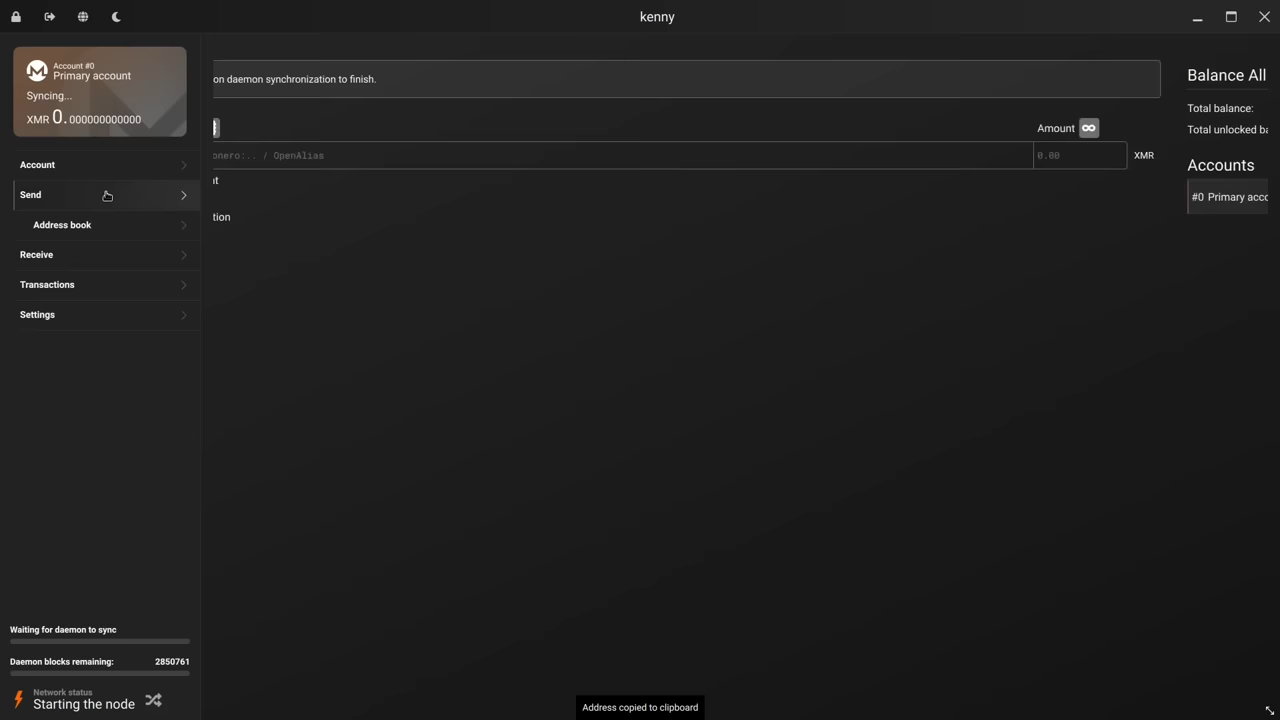 kenny
Account #0
Primary account
Syncing...
XMR 0.000000000000
Account
Send
Address book
Receive
Transactions
Settings
Waiting for daemon to sync
Daemon blocks remaining: 2850761
Network status
Starting the node
on daemon synchronization to finish.
Amount
onero:.. / OpenAlias
0.00
XMR
t
tion
Balance All
Total balance:
Total unlocked ba
Accounts
#0 Primary acco
Address copied to clipboard